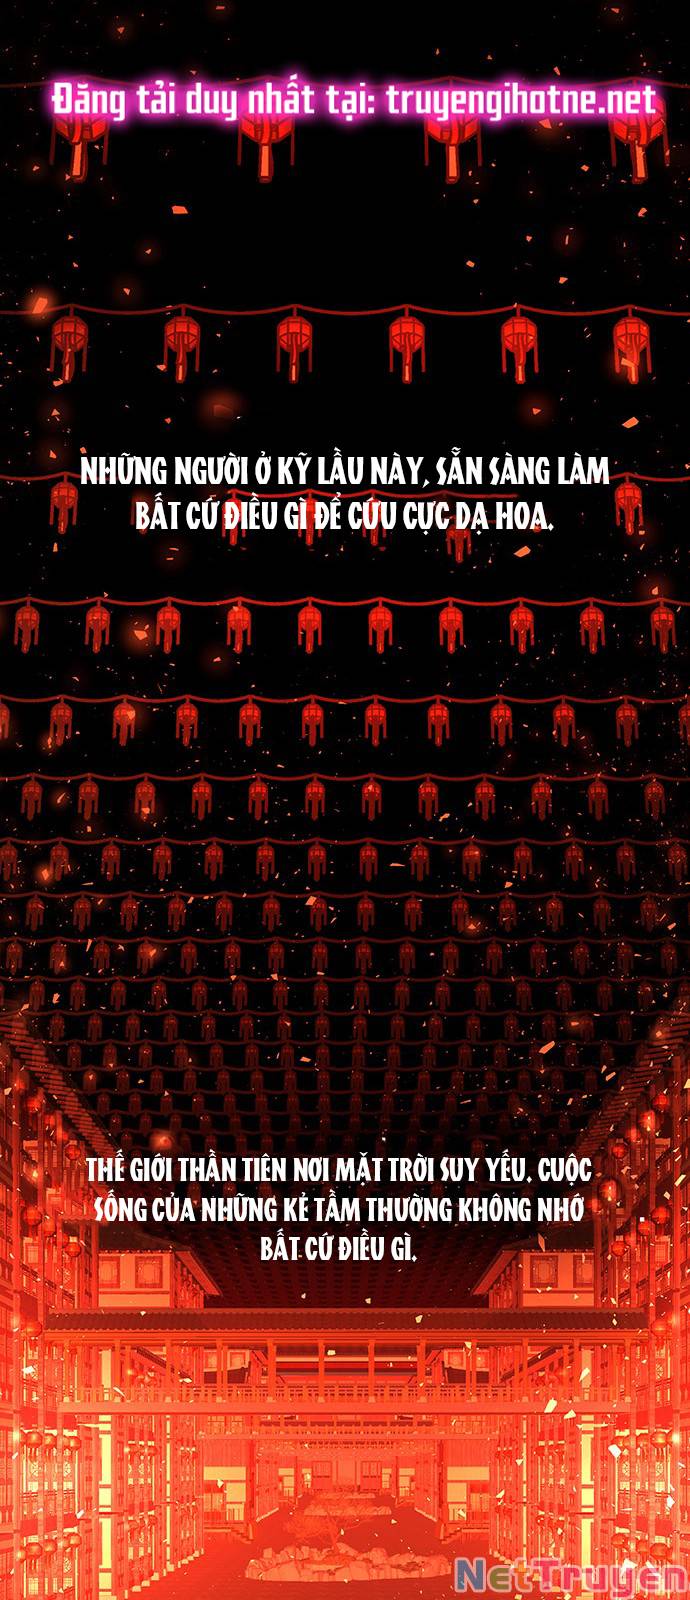 Đăng tải duy nhất tại: truyengihotne.net
NHỮNG NGƯỜI Ở KỸ LẦU NÀY, SẴN SÀNG LÀM
BẤT CỨ ĐIỀU GÌ ĐỂ CỨU CỰC DẠ HOA.
THẾ GIỚI THẦN TIÊN NƠI MẶT TRỜI SUY YẾU. CUỘC
SỐNG CỦA NHỮNG KẺ TẦM THƯỜNG KHÔNG NHỚ
BẤT CỨ ĐIỀU GÌ.
NetTruyen